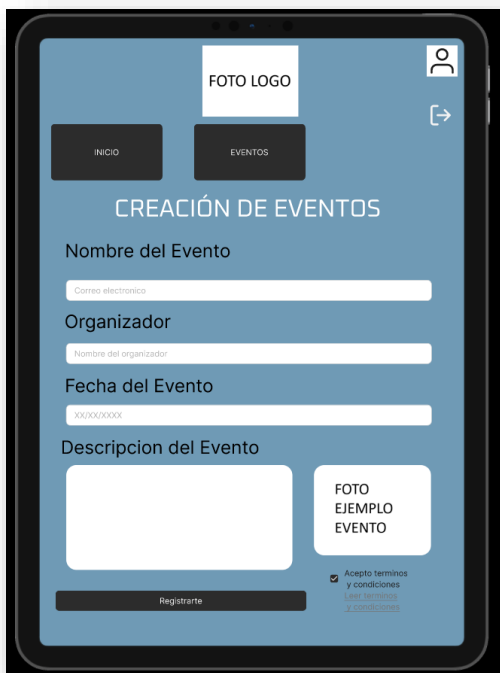 FOTO LOGO
INICIO
EVENTOS
CREACIÓN DE EVENTOS
Nombre del Evento
Correo electronico
Organizador
Nombre del organizador
Fecha del Evento
XX/XX/XXXX
Descripcion del Evento
FOTO
EJEMPLO
EVENTO
Acepto terminos
y condiciones
Leer terminos
y condiciones
Registrarte